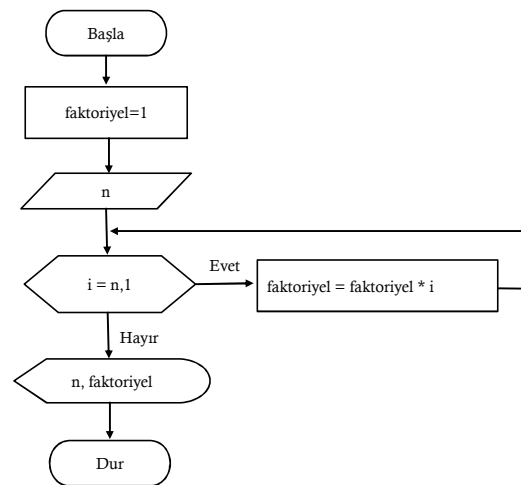 Başla
faktoriyel=1
n
i = n,1
Evet
faktoriyel = faktoriyel * i
Hayır
n, faktoriyel
Dur